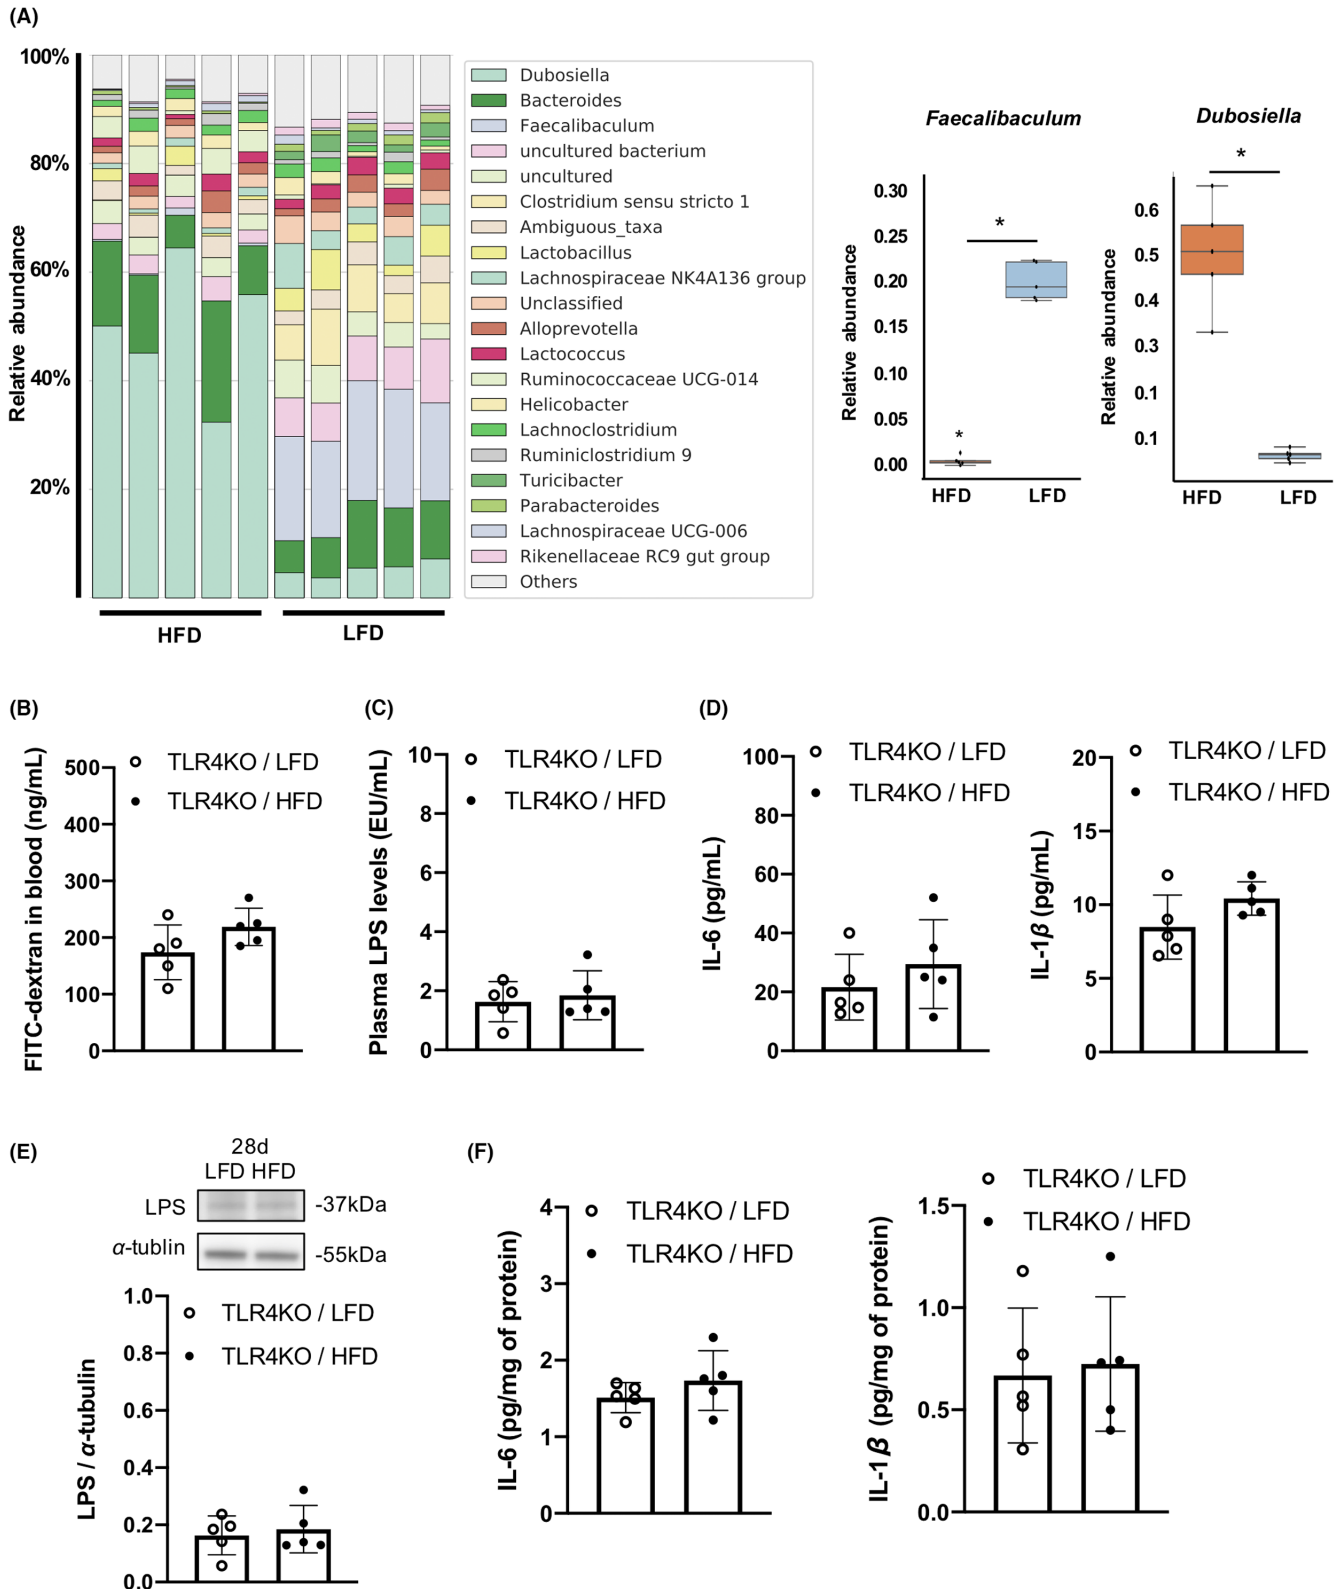 (A)
100%
80%
60%
40%
20%
Relative abundance
HFD
LFD
Dubosiella
Bacteroides
Faecalibaculum
uncultured bacterium
uncultured
Clostridium sensu stricto 1
Ambiguous_taxa
Lactobacillus
Lachnospiraceae NK4A136 group
Unclassified
Alloprevotella
Lactococcus
Ruminococcaceae UCG-014
Helicobacter
Lachnoclostridium
Ruminiclostridium 9
Turicibacter
Parabacteroides
Lachnospiraceae UCG-006
Rikenellaceae RC9 gut group
Others
Faecalibaculum
*
*
0.30
0.25
0.20
0.15
0.10
0.05
0.00
Relative abundance
HFD
LFD
Dubosiella
*
0.6
0.5
0.4
0.3
0.1
0.1
Relative abundance
HFD
LFD
(B)
TLR4KO / LFD
TLR4KO / HFD
500
400
300
200
100
0
FITC-dextran in blood (ng/mL)
(C)
TLR4KO / LFD
TLR4KO / HFD
10
8
6
4
2
0
Plasma LPS levels (EU/mL)
(D)
TLR4KO / LFD
TLR4KO / HFD
100
80
60
40
20
0
IL-6 (pg/mL)
TLR4KO / LFD
TLR4KO / HFD
20
15
10
5
0
IL-1β (pg/mL)
(E)
28d
LFD HFD
LPS
-37kDa
α-tublin
-55kDa
TLR4KO / LFD
TLR4KO / HFD
1.0
0.8
0.6
0.4
0.2
0.0
LPS / α-tubulin
(F)
TLR4KO / LFD
TLR4KO / HFD
4
3
2
1
0
IL-6 (pg/mg of protein)
TLR4KO / LFD
TLR4KO / HFD
1.5
1.0
0.5
0.0
IL-1β (pg/mg of protein)